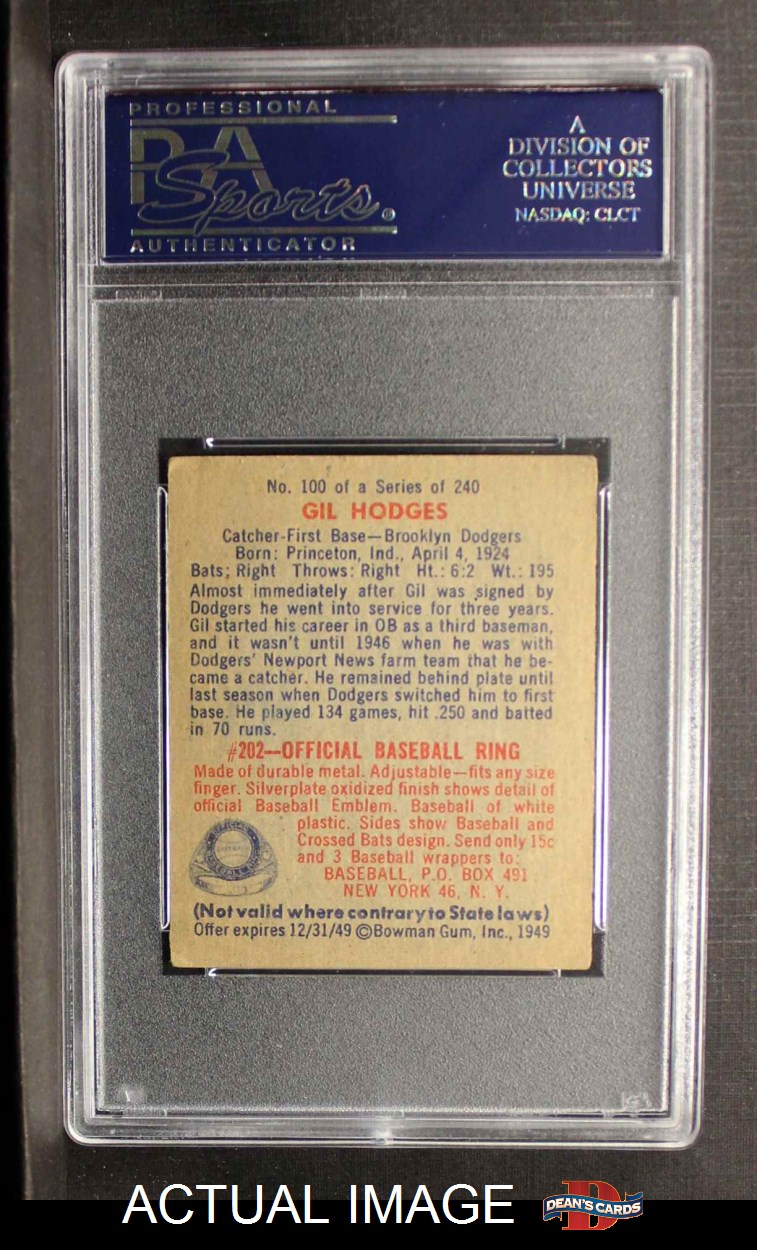 PROFESSIONAL
PSA
Sports®
AUTHENTICATOR
A
DIVISION OF
COLLECTORS
UNIVERSE
NASDAQ: CLCT
No. 100 of a Series of 240
GIL HODGES
Catcher-First Base—Brooklyn Dodgers
Born: Princeton, Ind., April 4, 1924
Bats; Right Throws: Right Ht.: 6:2 Wt.: 195
Almost immediately after Gil was signed by
Dodgers he went into service for three years.
Gil started his career in OB as a third baseman,
and it wasn't until 1946 when he was with
Dodgers' Newport News farm team that he be-
came a catcher. He remained behind plate until
last season when Dodgers switched him to first
base. He played 134 games, hit .250 and batted
in 70 runs.
#202—OFFICIAL BASEBALL RING
Made of durable metal. Adjustable—fits any size
finger. Silverplate oxidized finish shows detail of
official Baseball Emblem. Baseball of white
plastic. Sides show Baseball and
Crossed Bats design. Send only 15c
and 3 Baseball wrappers to:
BASEBALL, P.O. BOX 491
NEW YORK 46, N. Y.
(Not valid where contrary to State laws)
Offer expires 12/31/49 ©Bowman Gum, Inc., 1949
ACTUAL IMAGE
DEAN'S CARDS